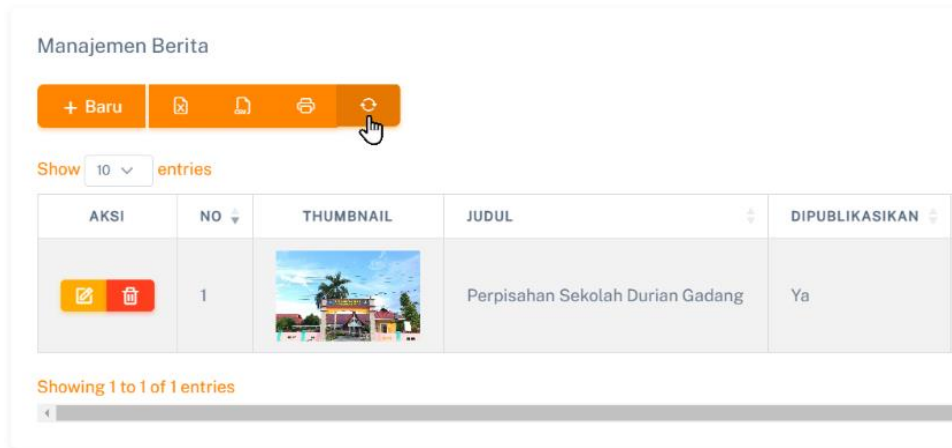 Manajemen Berita
+ Baru
Show 10 entries
AKSI NO THUMBNAIL JUDUL DIPUBLIKASIKAN
1 Perpisahan Sekolah Durian Gadang Ya
Showing 1 to 1 of 1 entries